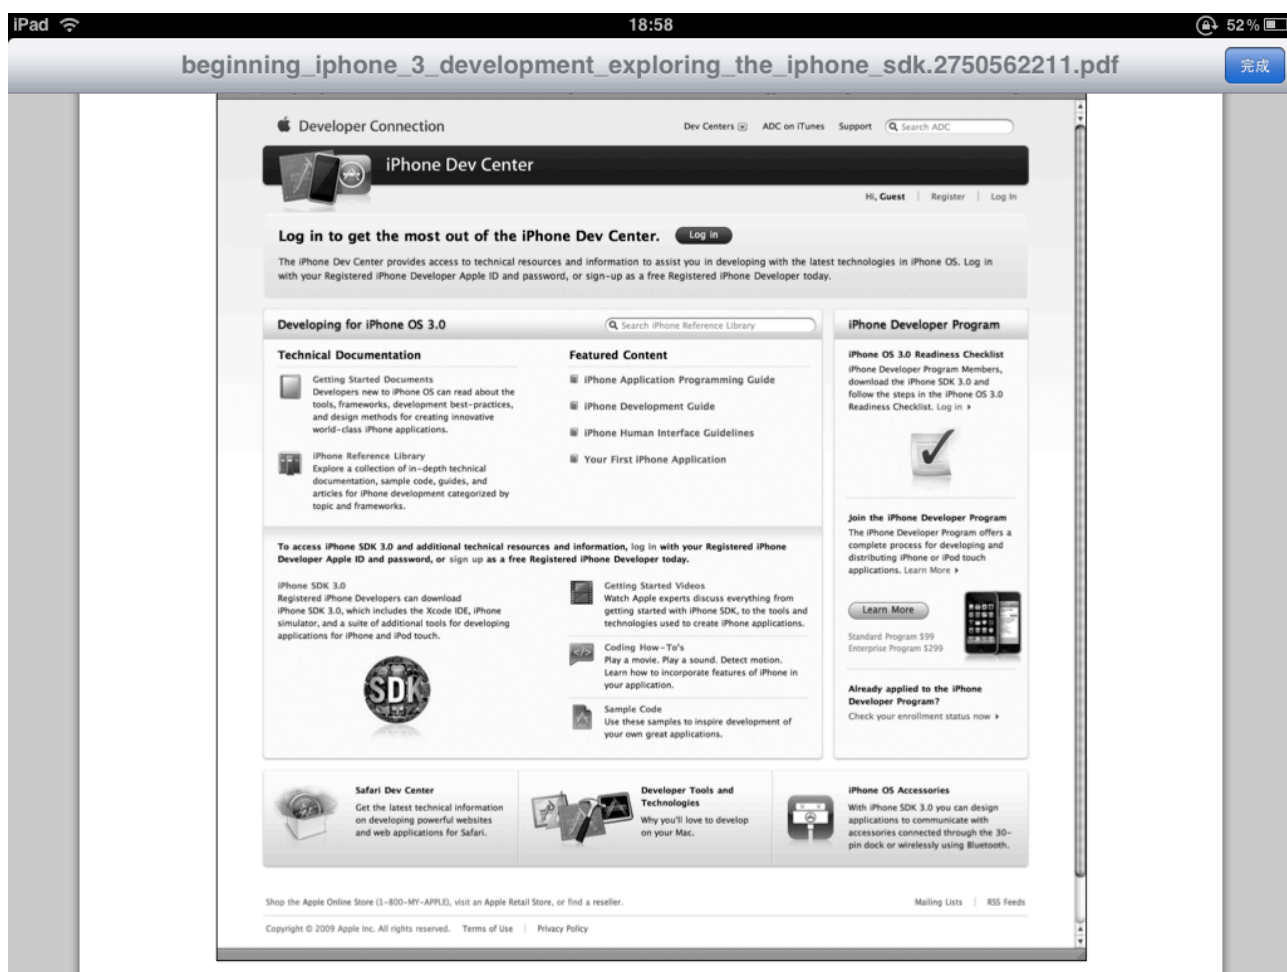 iPad
18:58
52%
beginning_iphone_3_development_exploring_the_iphone_sdk.2750562211.pdf
完成
Developer Connection
Dev Centers
ADC on iTunes
Support
Search ADC
iPhone Dev Center
Hi, Guest
Register
Log In
Log in to get the most out of the iPhone Dev Center.
Log in
The iPhone Dev Center provides access to technical resources and information to assist you in developing with the latest technologies in iPhone OS. Log in
with your Registered iPhone Developer Apple ID and password, or sign-up as a free Registered iPhone Developer today.
Developing for iPhone OS 3.0
Search iPhone Reference Library
Technical Documentation
Getting Started Documents
Developers new to iPhone OS can read about the
tools, frameworks, development best-practices,
and design methods for creating innovative
world-class iPhone applications.
iPhone Reference Library
Explore a collection of in-depth technical
documentation, sample code, guides, and
articles for iPhone development categorized by
topic and frameworks.
Featured Content
iPhone Application Programming Guide
iPhone Development Guide
iPhone Human Interface Guidelines
Your First iPhone Application
To access iPhone SDK 3.0 and additional technical resources and information, log in with your Registered iPhone
Developer Apple ID and password, or sign up as a free Registered iPhone Developer today.
iPhone SDK 3.0
Registered iPhone Developers can download
iPhone SDK 3.0, which includes the Xcode IDE, iPhone
simulator, and a suite of additional tools for developing
applications for iPhone and iPod touch.
SDK
Getting Started Videos
Watch Apple experts discuss everything from
getting started with iPhone SDK, to the tools and
technologies used to create iPhone applications.
Coding How-To's
Play a movie. Play a sound. Detect motion.
Learn how to incorporate features of iPhone in
your application.
Sample Code
Use these samples to inspire development of
your own great applications.
iPhone Developer Program
iPhone OS 3.0 Readiness Checklist
iPhone Developer Program Members,
download the iPhone SDK 3.0 and
follow the steps in the iPhone OS 3.0
Readiness Checklist. Log in
Join the iPhone Developer Program
The iPhone Developer Program offers a
complete process for developing and
distributing iPhone or iPod touch
applications. Learn More
Learn More
Standard Program $99
Enterprise Program $299
Already applied to the iPhone
Developer Program?
Check your enrollment status now
Safari Dev Center
Get the latest technical information
on developing powerful websites
and web applications for Safari.
Developer Tools and
Technologies
Why you'll love to develop
on your Mac.
iPhone OS Accessories
With iPhone SDK 3.0 you can design
applications to communicate with
accessories connected through the 30-
pin dock or wirelessly using Bluetooth.
Shop the Apple Online Store (1-800-MY-APPLE), visit an Apple Retail Store, or find a reseller.
Mailing Lists
RSS Feeds
Copyright © 2009 Apple Inc. All rights reserved.
Terms of Use
Privacy Policy